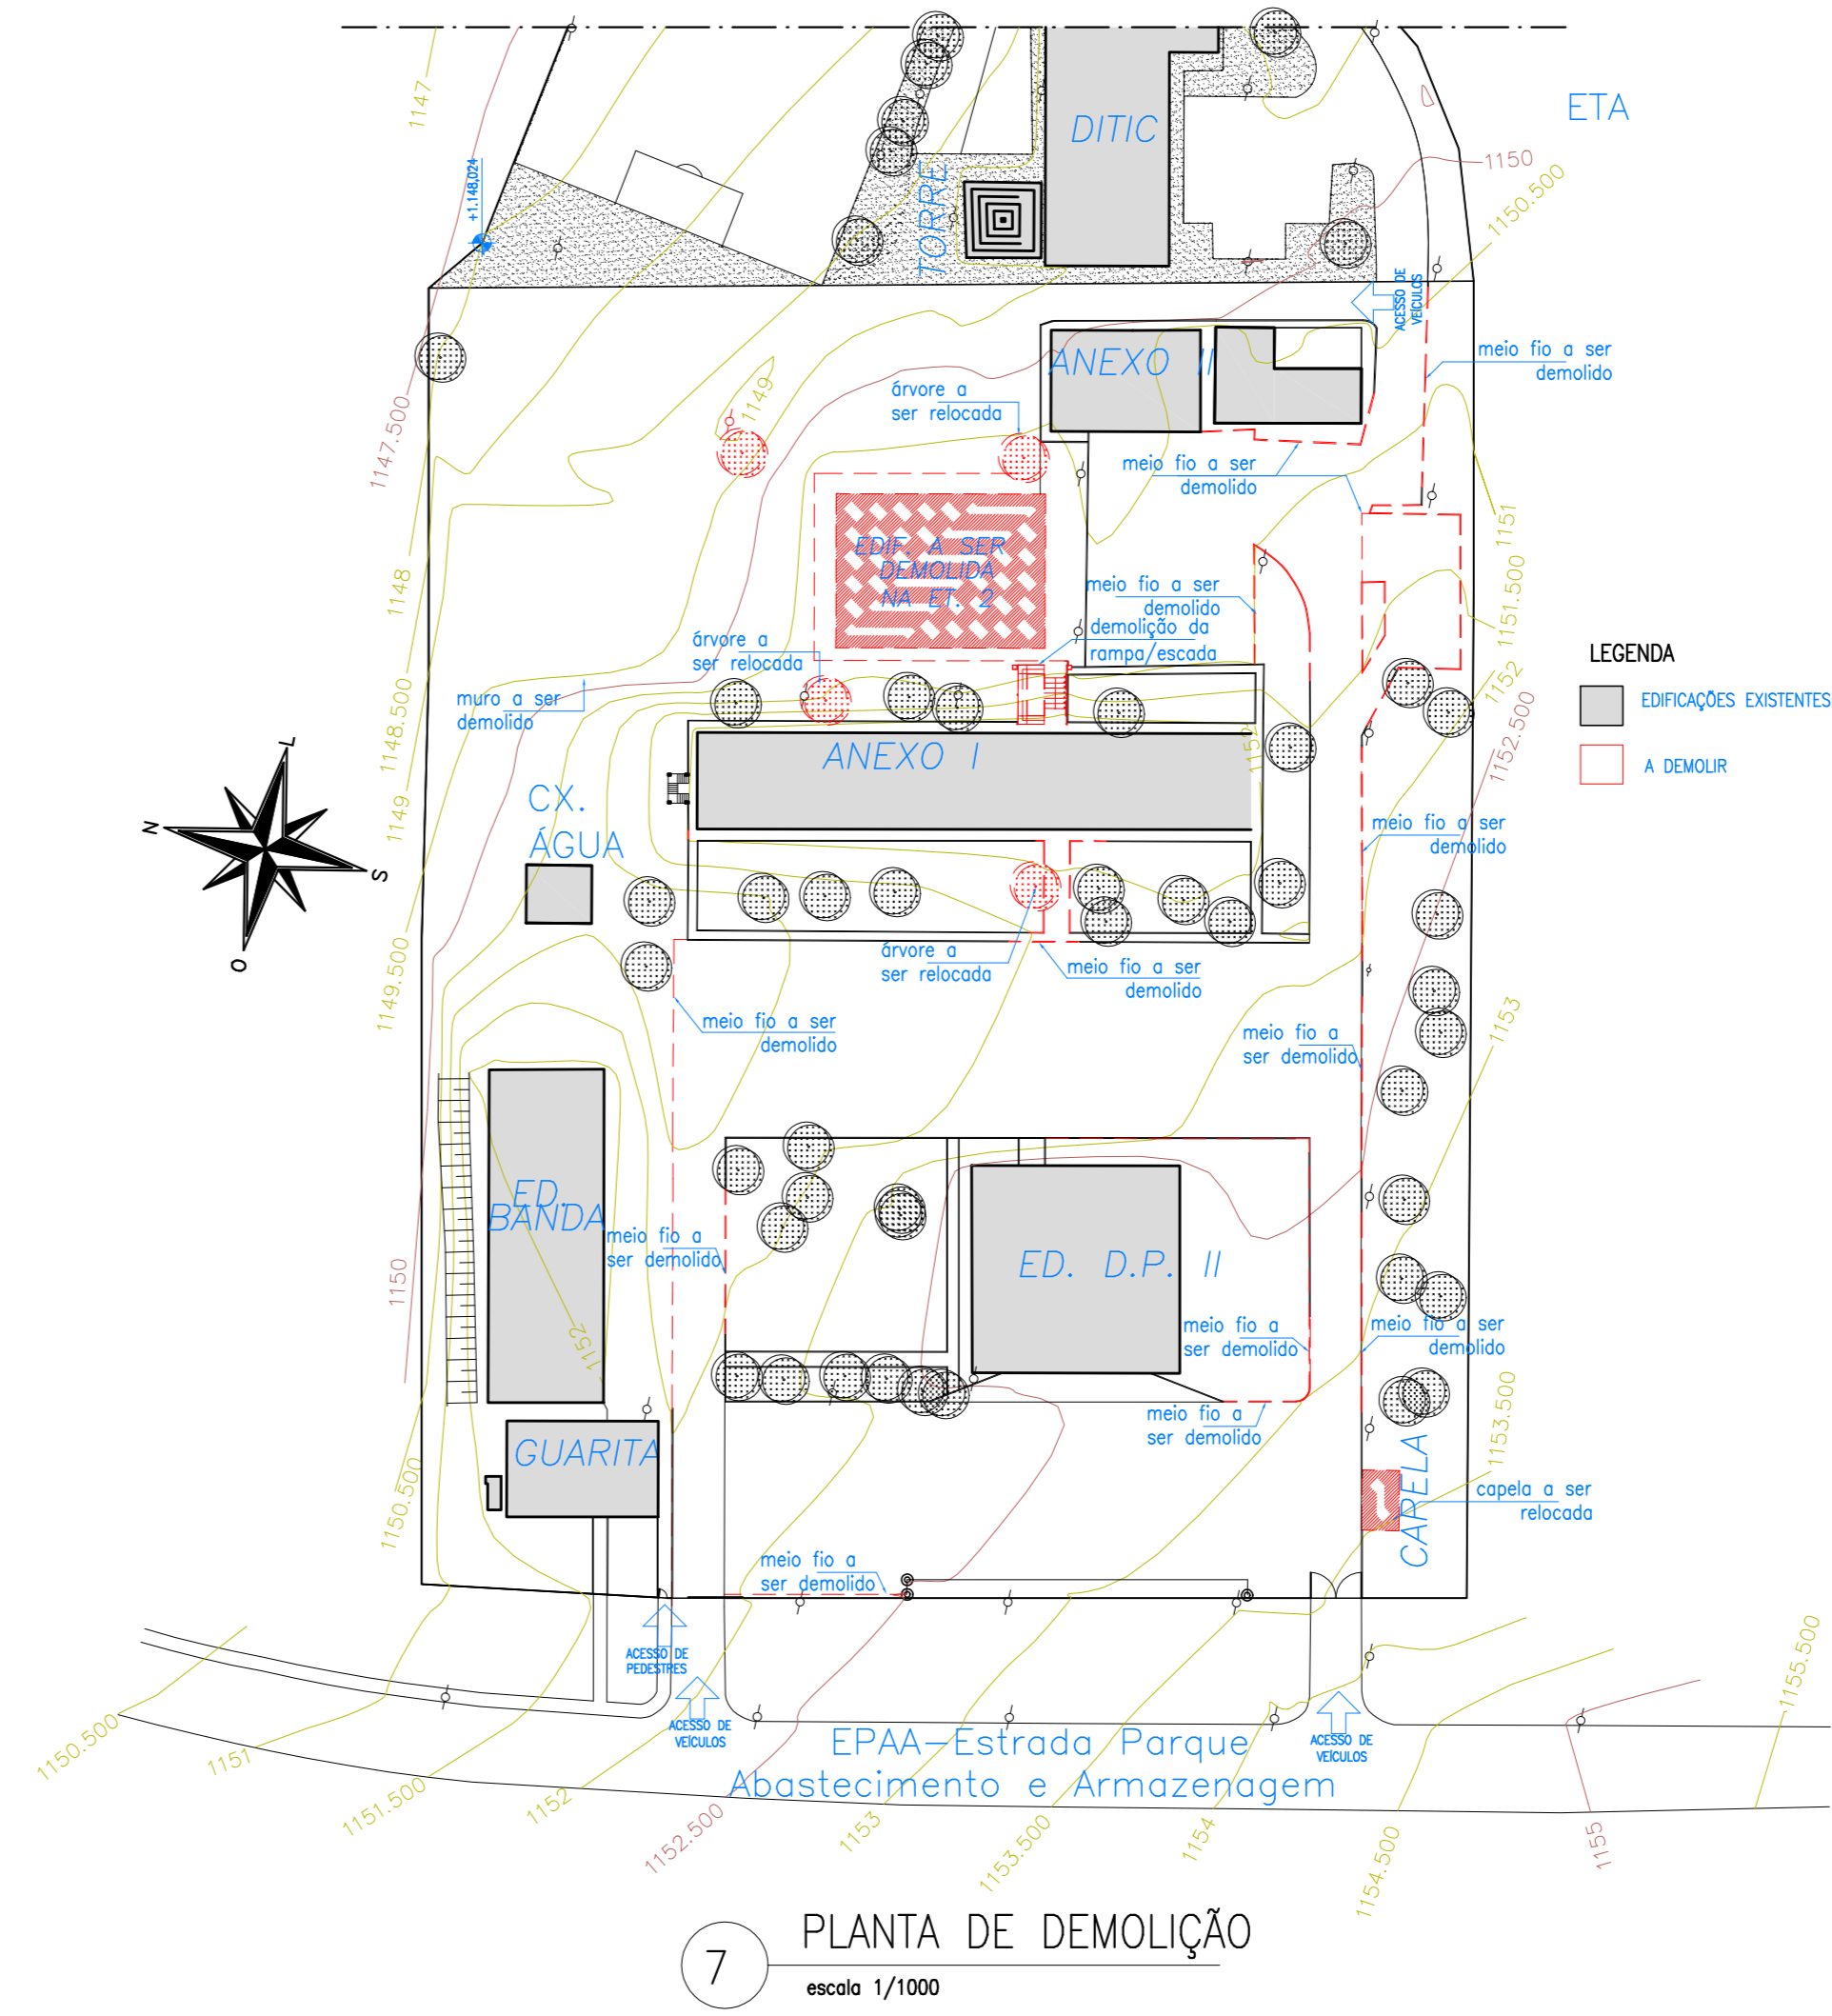 1147
+1.148,024
TORRE
DITIC
ETA
1150
1150.500
ACESSO DE
VEÍCULOS
ANEXO II
meio fio a ser
demolido
1149
árvore a
ser relocada
1147.500
meio fio a ser
demolido
1151
EDIF. A SER
DEMOLIDA
NA ET. 2
1148
meio fio a ser
demolido
1151.500
demolição da
rampa/escada
árvore a
ser relocada
muro a ser
demolido
1152
1148.500
1152.500
LEGENDA
EDIFICAÇÕES EXISTENTES
A DEMOLIR
ANEXO I
1152
L
N
S
O
CX.
ÁGUA
1149
meio fio a ser
demolido
árvore a
ser relocada
meio fio a ser
demolido
1149.500
meio fio a ser
demolido
meio fio a
ser demolido
1153
ED.
BANDA
meio fio a
ser demolido
ED. D.P. II
1150
1152
meio fio a
ser demolido
meio fio a ser
demolido
meio fio a
ser demolido
1153.500
GUARITA
CAPELA
capela a ser
relocada
1150.500
meio fio a
ser demolido
ACESSO DE
PEDESTRES
ACESSO DE
VEÍCULOS
ACESSO DE
VEÍCULOS
EPAA-Estrada Parque
Abastecimento e Armazenagem
1150.500
1151
1151.500
1152
1152.500
1153
1153.500
1154
1154.500
1155
1155.500
7
PLANTA DE DEMOLIÇÃO
escala 1/1000